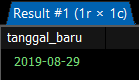 Result #1 (1r × 1c)
tanggal_baru
2019-08-29